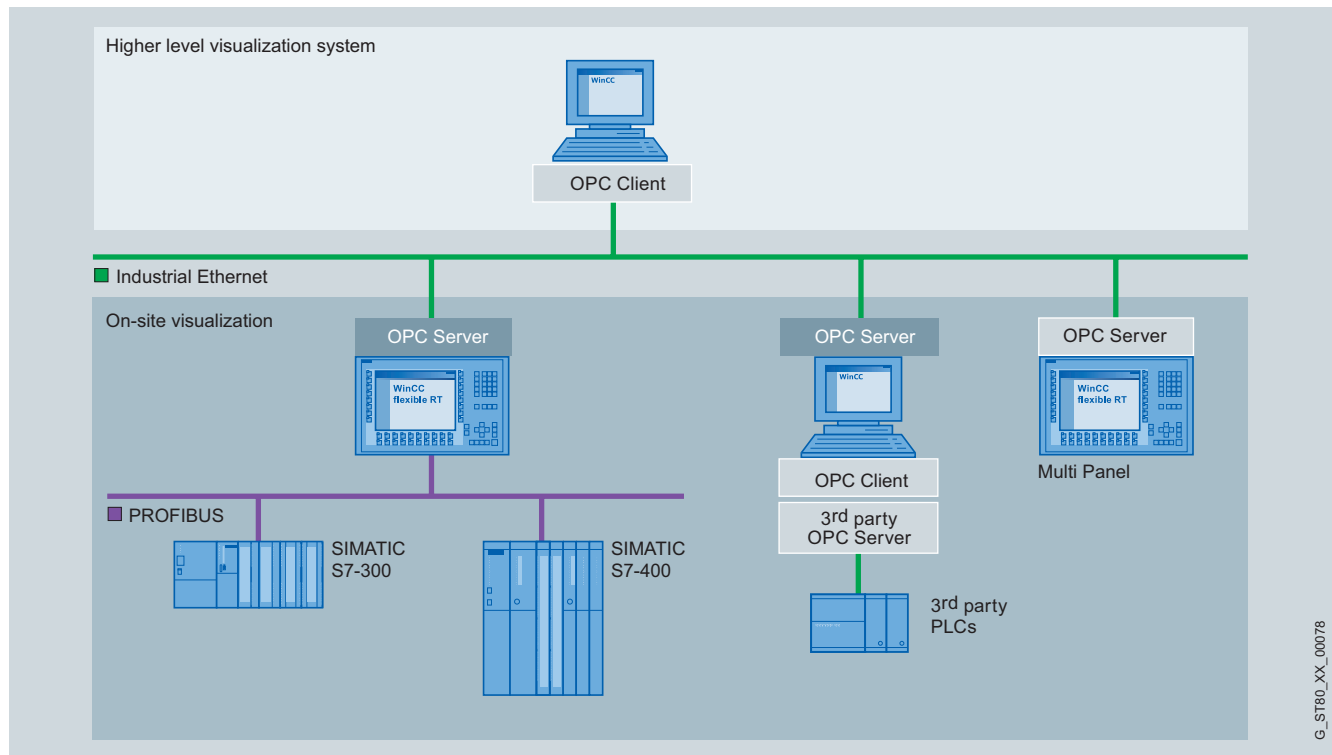 Higher level visualization system
WinCC
OPC Client
Industrial Ethernet
On-site visualization
OPC Server
WinCC
flexible RT
OPC Server
WinCC
OPC Client
3rd party
OPC Server
OPC Server
WinCC
flexible RT
Multi Panel
PROFIBUS
SIMATIC
S7-300
SIMATIC
S7-400
3rd party
PLCs
G_ST80_XX_00078